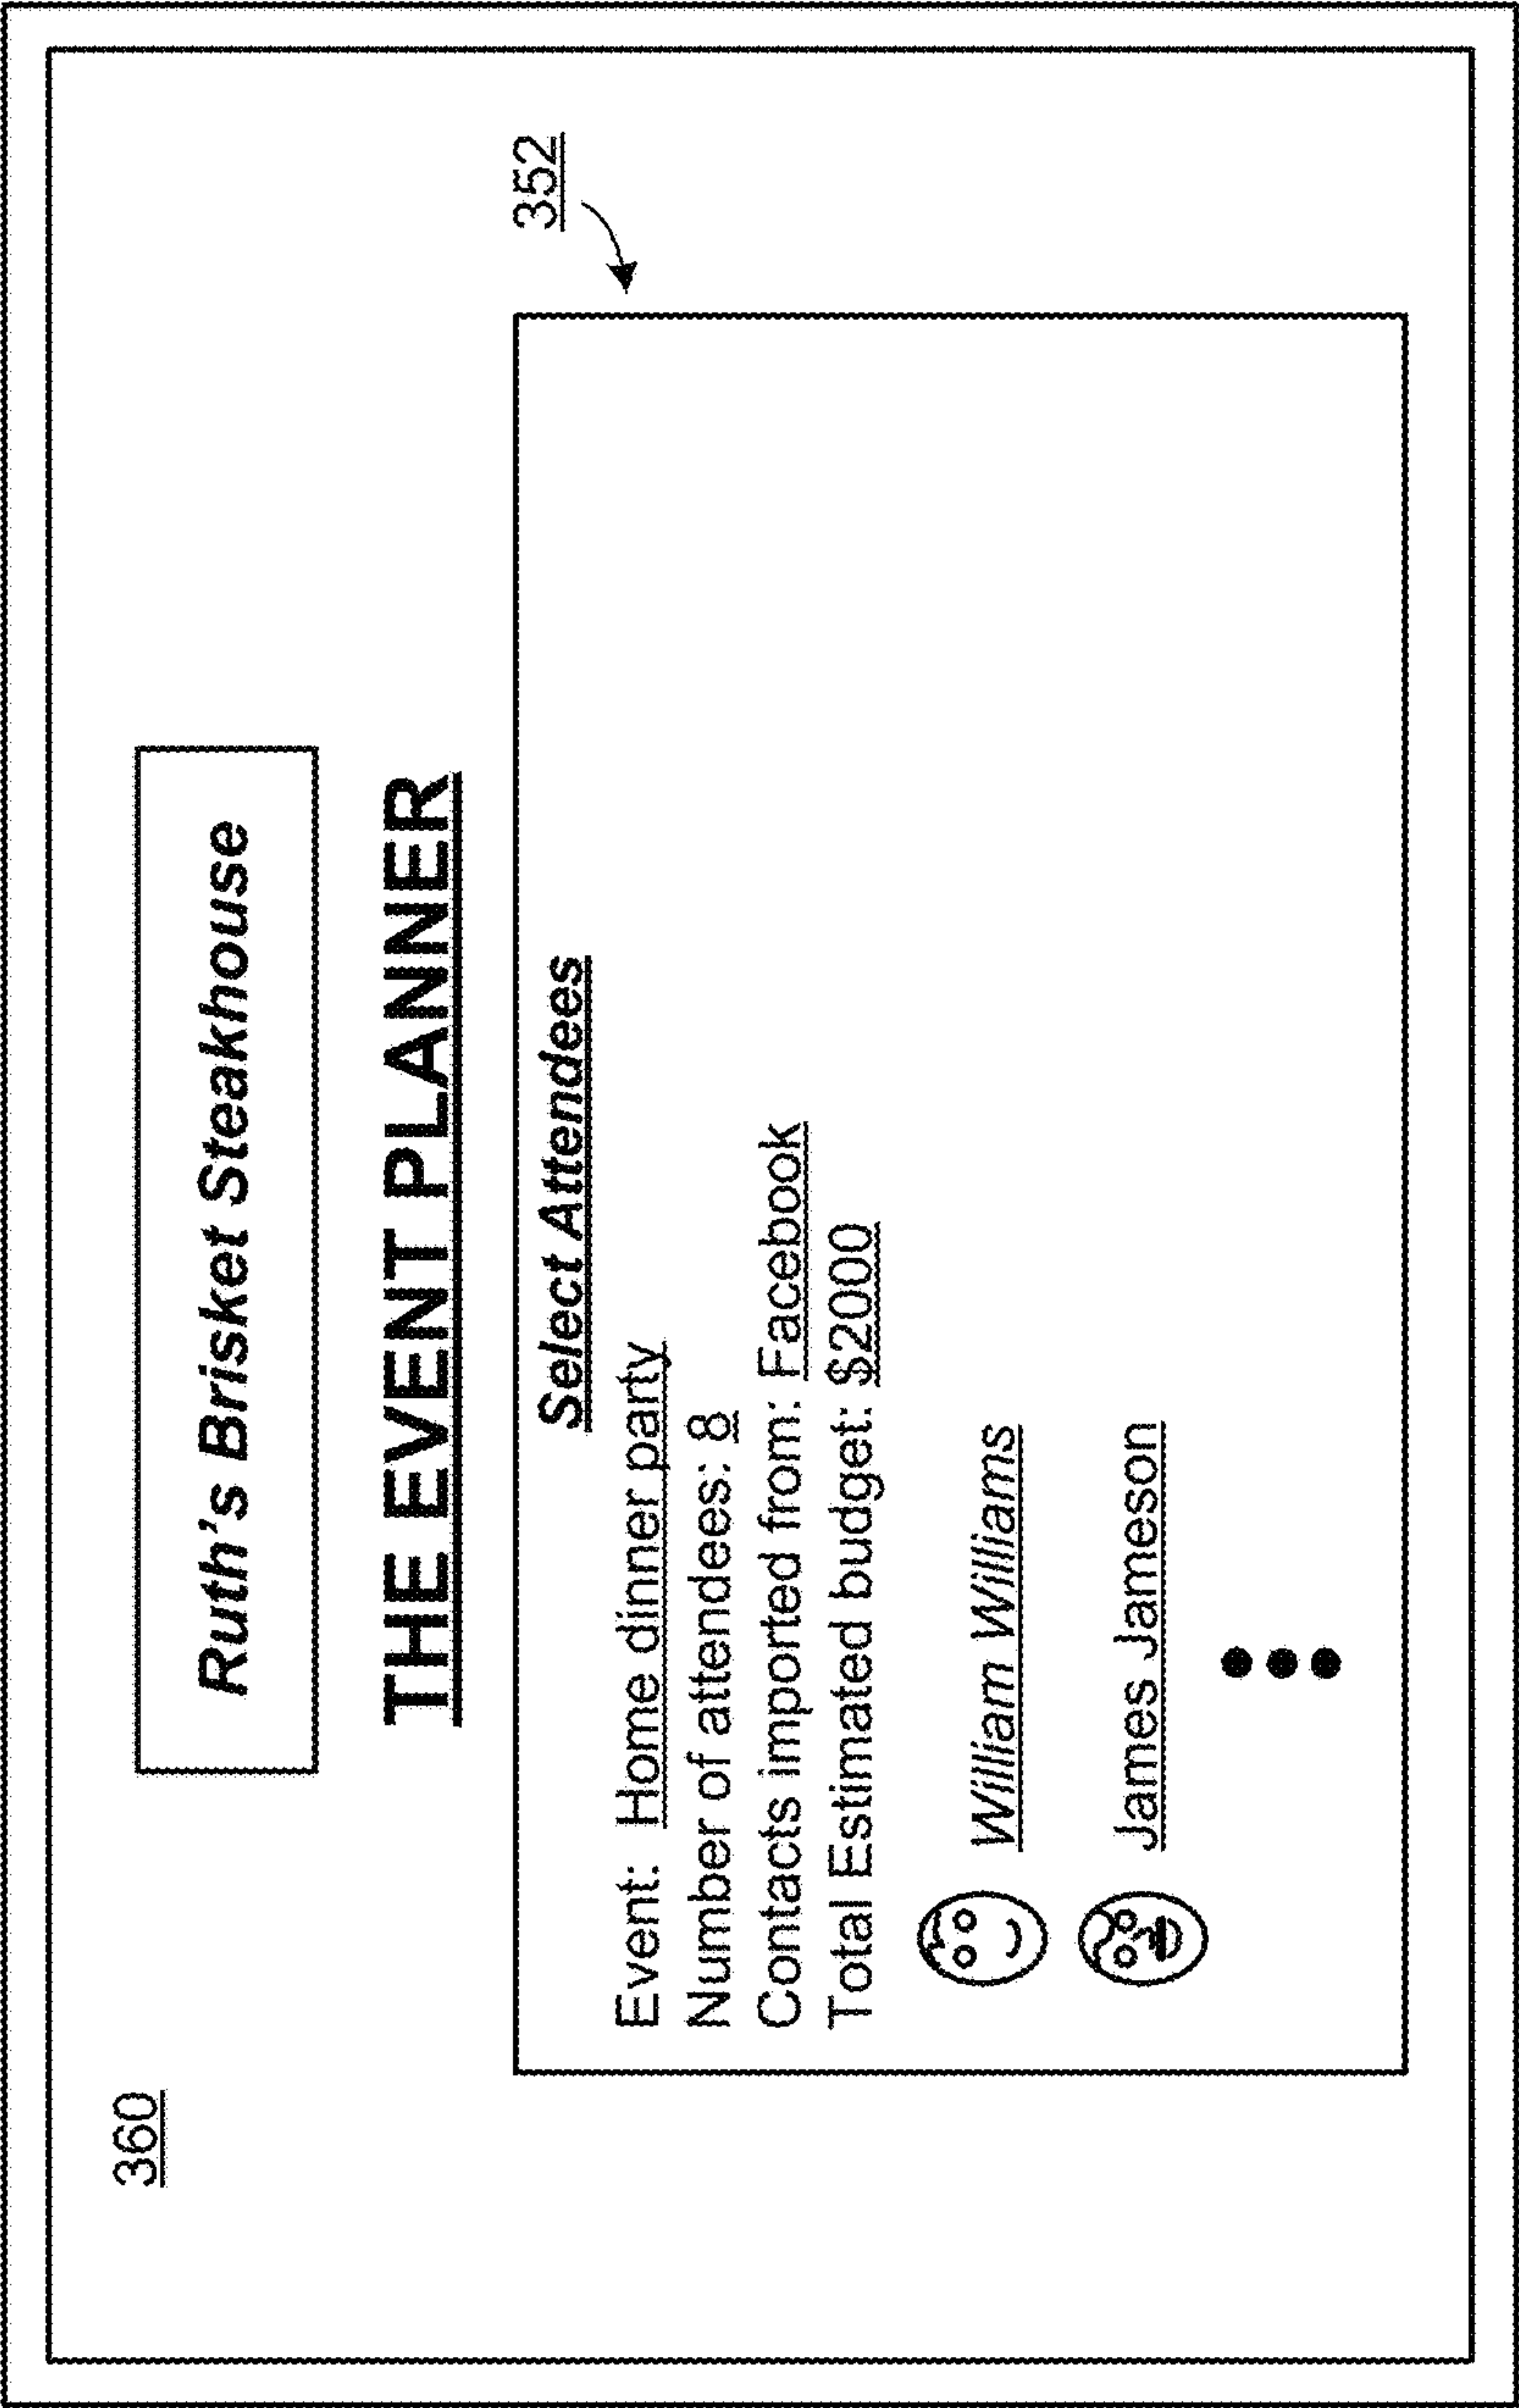 360
Ruth's Brisket Steakhouse
THE EVENT PLANNER
352
Select Attendees
Event: Home dinner party
Number of attendees: 8
Contacts imported from: Facebook
Total Estimated budget: $2000
William Williams
James Jameson